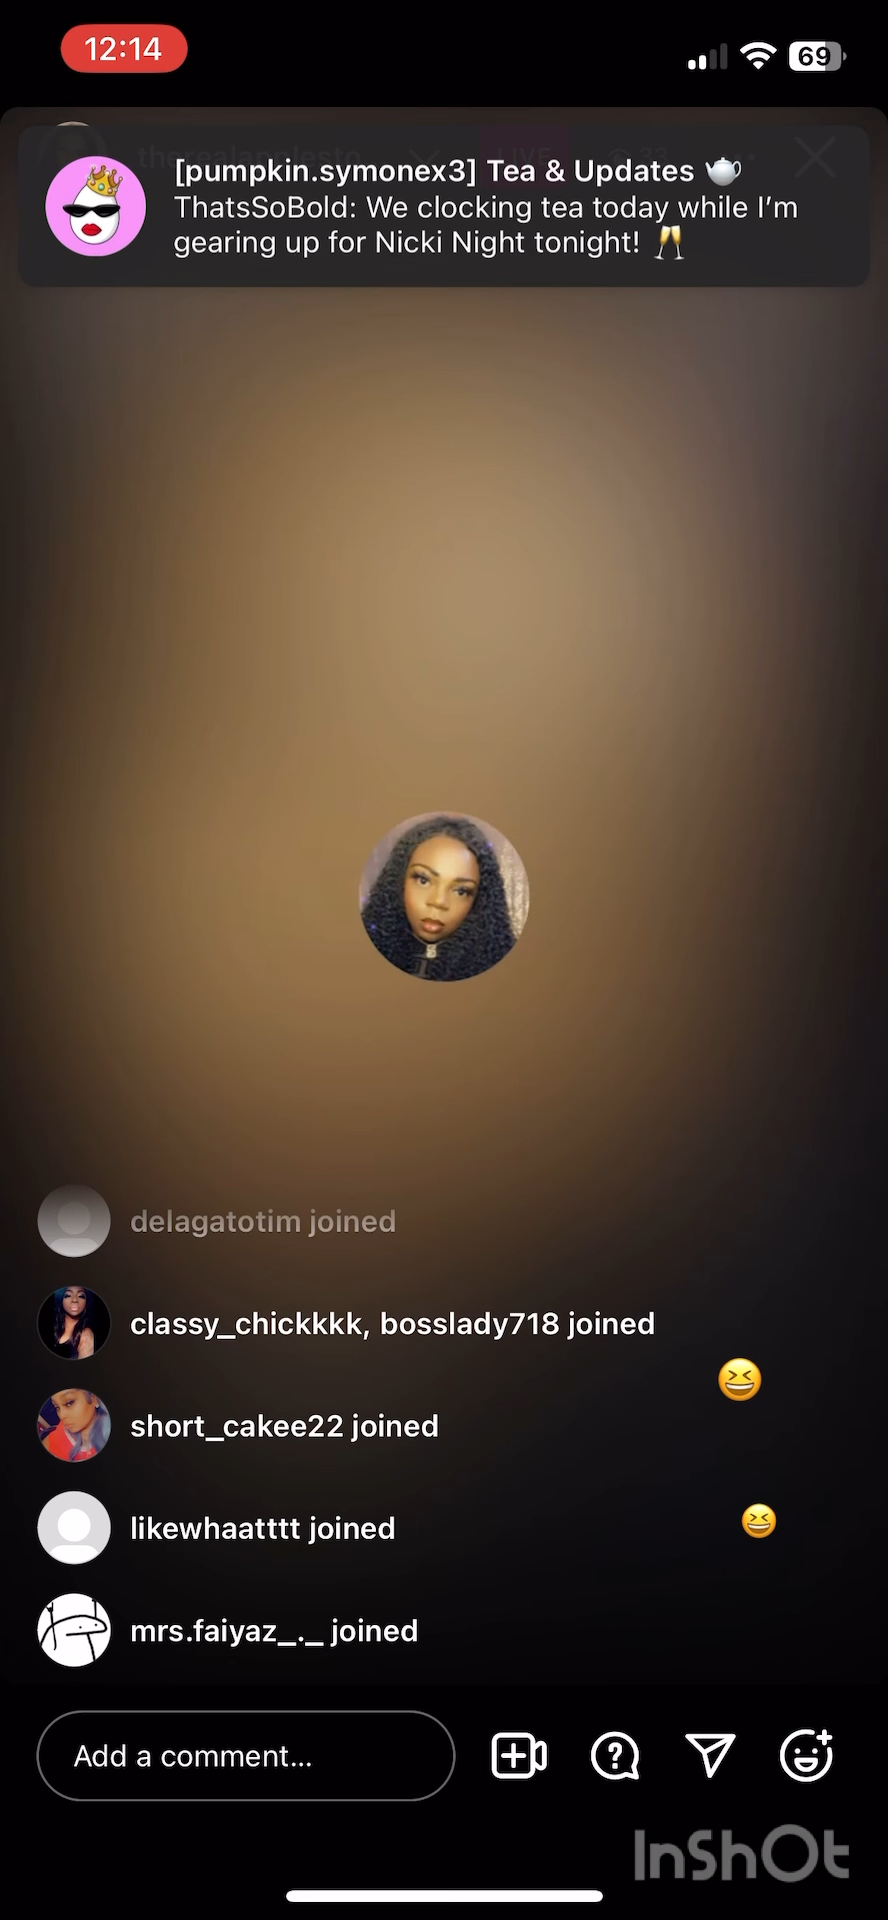 12:14
69
[pumpkin.symonex3] Tea & Updates 🫖
ThatsSoBold: We clocking tea today while I’m
gearing up for Nicki Night tonight! 🥂
delagatotim joined
classy_chickkkk, bosslady718 joined
short_cakee22 joined
likewhaatttt joined
mrs.faiyaz_._ joined
Add a comment...
InShOt